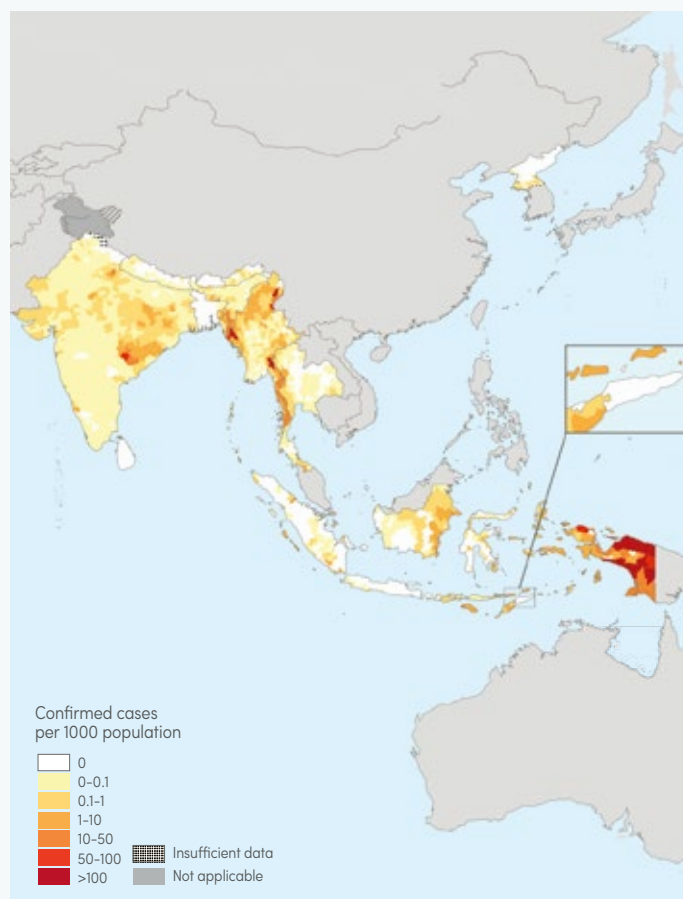 Confirmed cases
per 1000 population
0
0-0.1
0.1-1
1-10
10-50
50-100
>100
Insufficient data
Not applicable